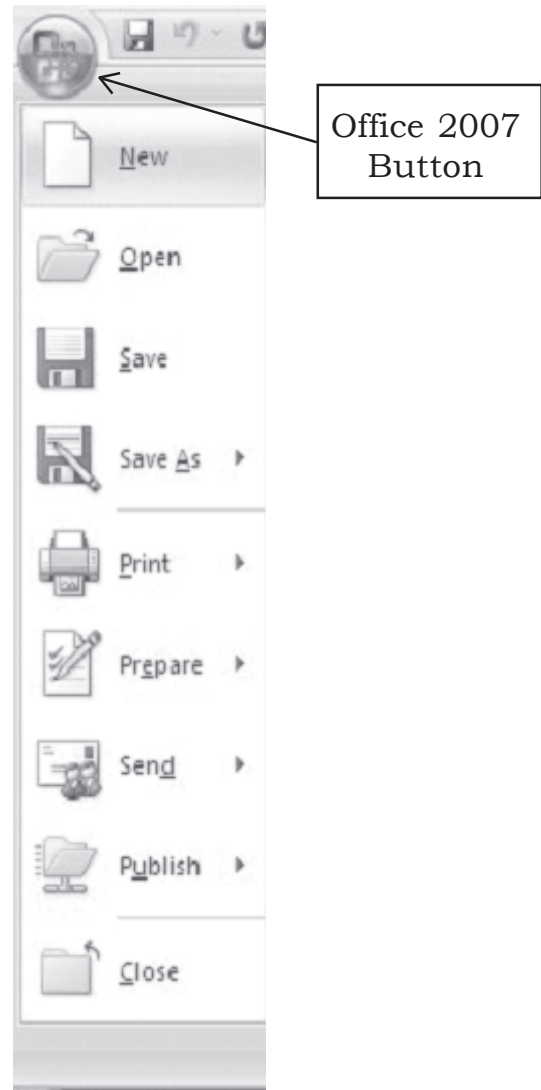 Office 2007
Button
New
Open
Save
Save As
Print
Prepare
Send
Publish
Close